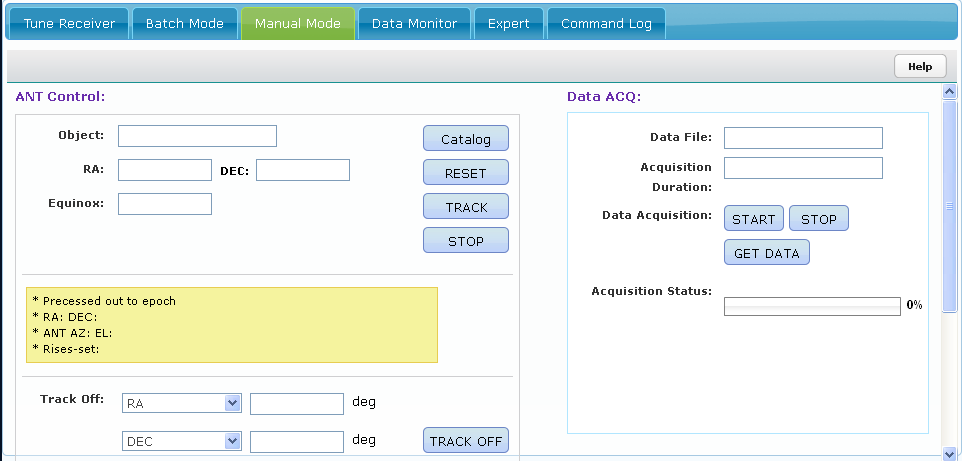 Tune Receiver Batch Mode Manual Mode Data Monitor Expert Command Log
Help
ANT Control:
Object:
Catalog
RA: DEC:
RESET
Equinox:
TRACK
STOP
* Precessed out to epoch
* RA: DEC:
* ANT AZ: EL:
* Rises-set:
Track Off: RA deg
DEC deg TRACK OFF
Data ACQ:
Data File:
Acquisition
Duration:
Data Acquisition: START STOP
GET DATA
Acquisition Status: 0%